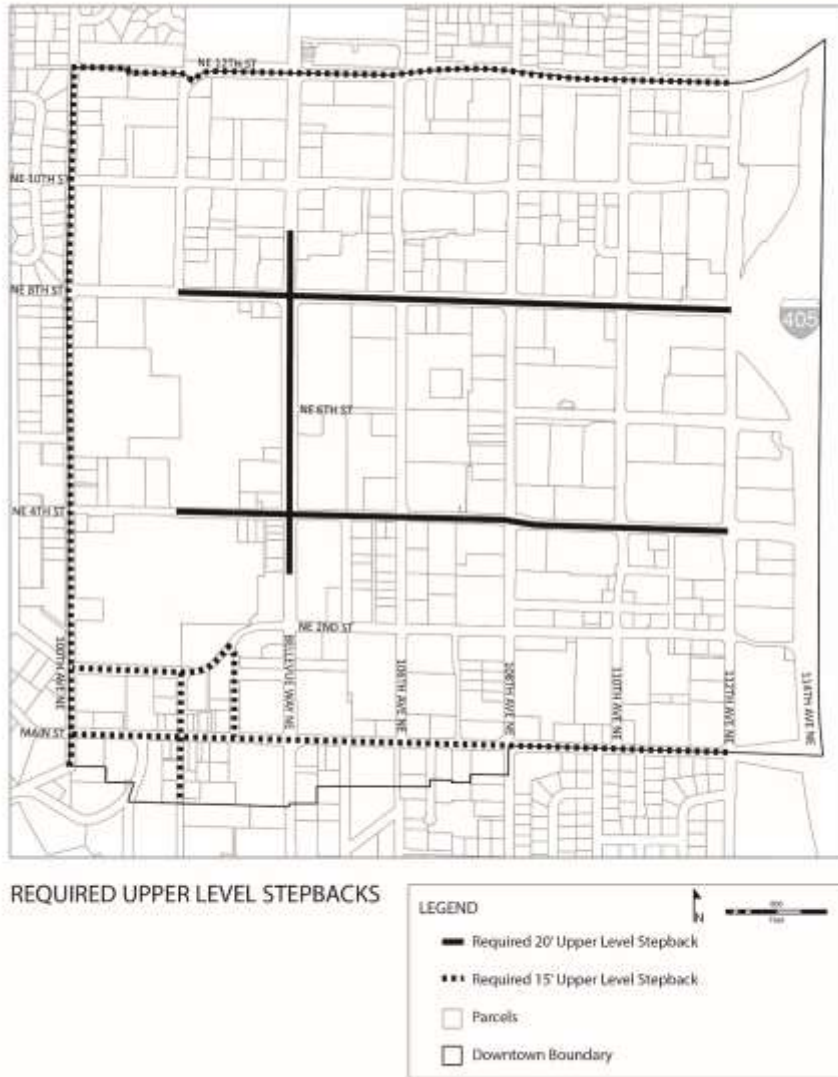 NE 12TH ST
NE 10TH ST
NE 8TH ST
405
NE 6TH ST
NE 4TH ST
NE 2ND ST
100TH AVE NE
BELLEVUE WAY NE
106TH AVE NE
108TH AVE NE
110TH AVE NE
112TH AVE NE
114TH AVE NE
MAIN ST
REQUIRED UPPER LEVEL STEPBACKS
LEGEND
N
Required 20' Upper Level Stepback
Required 15' Upper Level Stepback
Parcels
Downtown Boundary